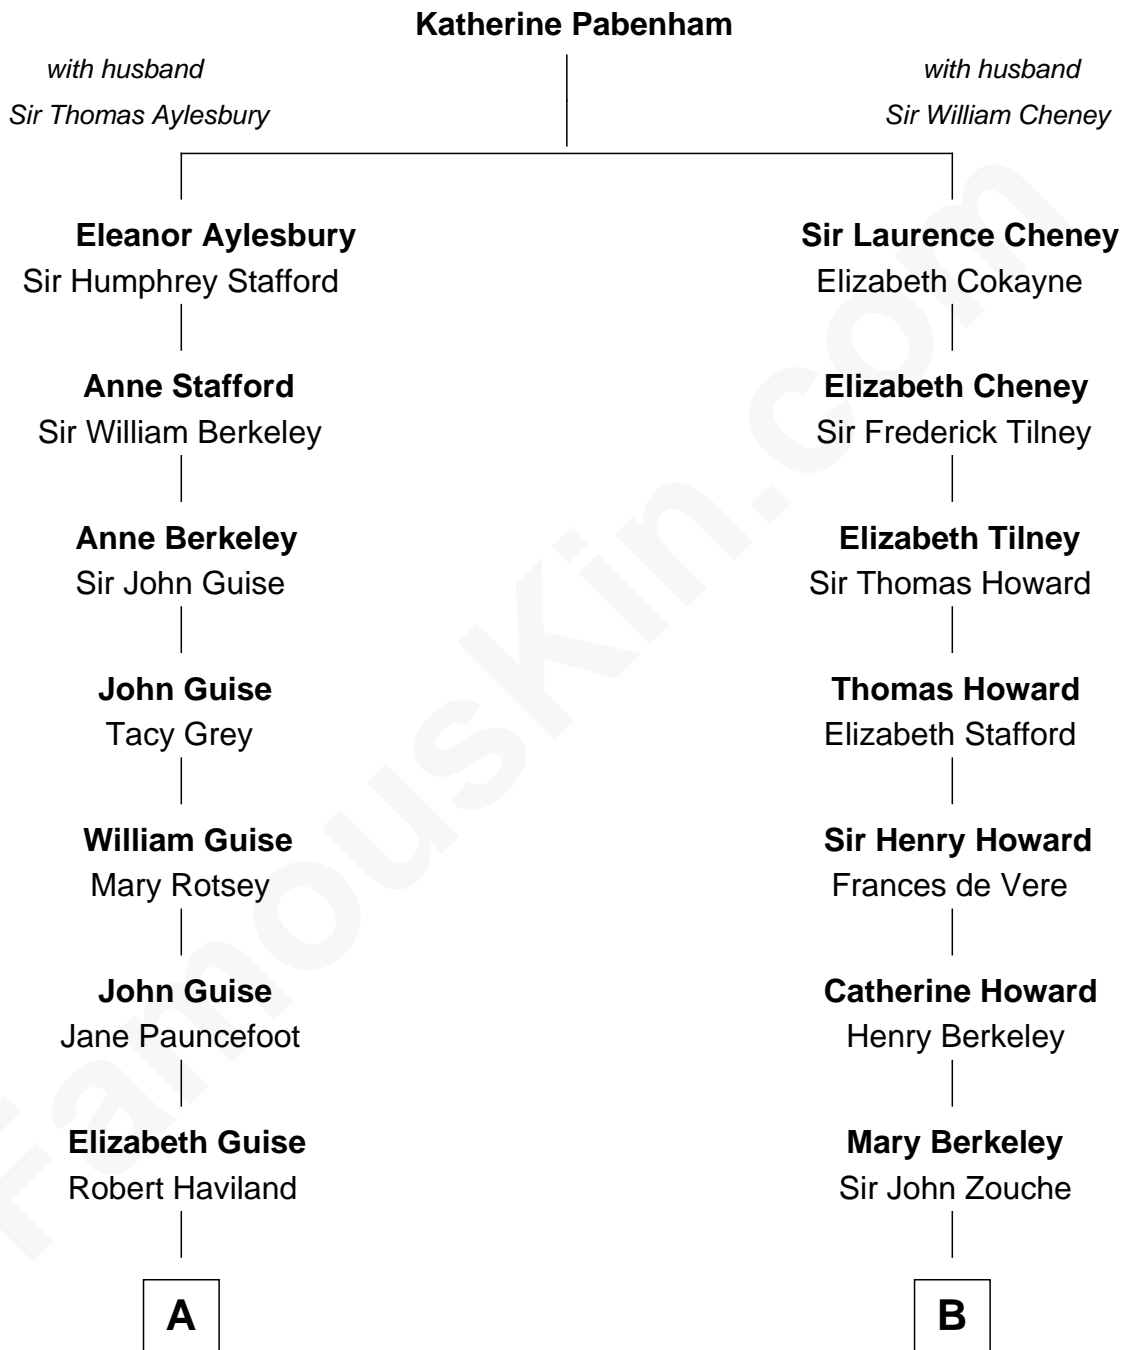 Katherine Pabenham
with husband
Sir Thomas Aylesbury
with husband
Sir William Cheney
Eleanor Aylesbury
Sir Humphrey Stafford
Sir Laurence Cheney
Elizabeth Cokayne
Anne Stafford
Sir William Berkeley
Elizabeth Cheney
Sir Frederick Tilney
Anne Berkeley
Sir John Guise
Elizabeth Tilney
Sir Thomas Howard
John Guise
Tacy Grey
Thomas Howard
Elizabeth Stafford
William Guise
Mary Rotsey
Sir Henry Howard
Frances de Vere
John Guise
Jane Pauncefoot
Catherine Howard
Henry Berkeley
Elizabeth Guise
Robert Haviland
Mary Berkeley
Sir John Zouche
A
B
FamousKin.com